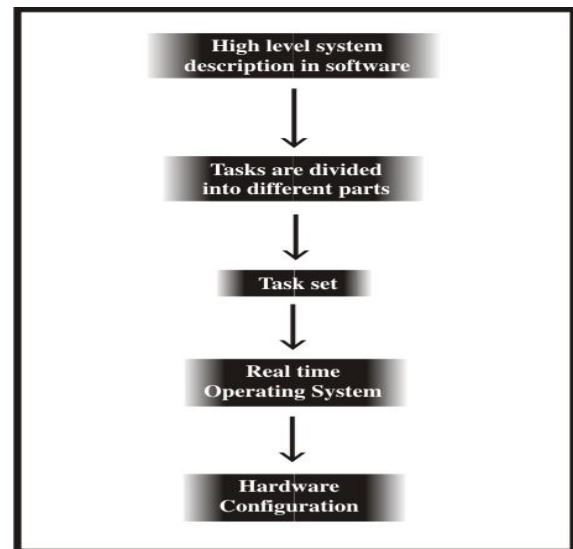 High level system
description in software
Tasks are divided
into different parts
Task set
Real time
Operating System
Hardware
Configuration